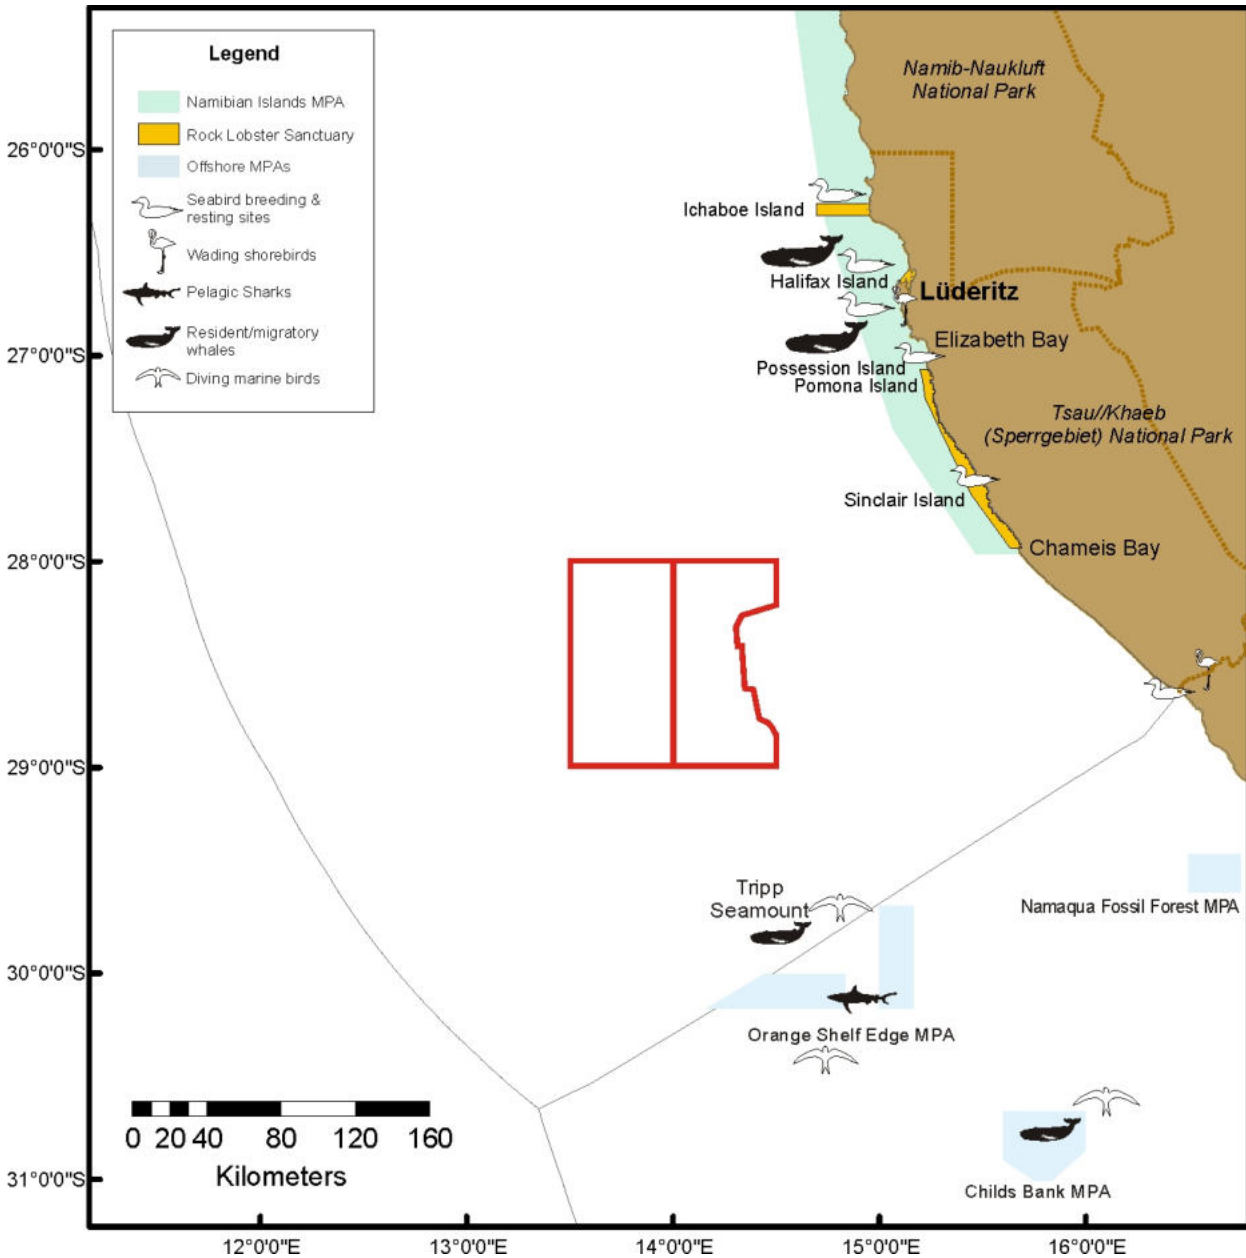 Legend
Namibian Islands MPA
Rock Lobster Sanctuary
Offshore MPAs
Seabird breeding &
resting sites
Wading shorebirds
Pelagic Sharks
Resident/migratory
whales
Diving marine birds
Namib-Naukluft
National Park
26°0'0"S
Ichaboe Island
Halifax Island
Lüderitz
Elizabeth Bay
27°0'0"S
Possession Island
Pomona Island
Tsau//Khaeb
(Sperrgebiet) National Park
Sinclair Island
Chameis Bay
28°0'0"S
29°0'0"S
Tripp
Seamount
Namaqua Fossil Forest MPA
30°0'0"S
Orange Shelf Edge MPA
0 20 40 80 120 160
Kilometers
31°0'0"S
Childs Bank MPA
12°0'0"E 13°0'0"E 14°0'0"E 15°0'0"E 16°0'0"E